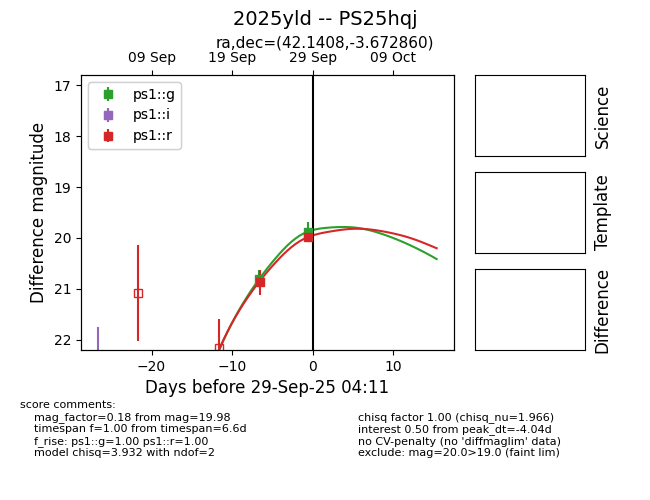 2025yld -- PS25hqj
ra,dec=(42.1408,-3.672860)
09 Sep 19 Sep 29 Sep 09 Oct
ps1::g
ps1::i
ps1::r
17
18
19
20
21
22
Difference magnitude
−20 −10 0 10
Days before 29-Sep-25 04:11
Science
Template
Difference
score comments:
mag_factor=0.18 from mag=19.98
timespan f=1.00 from timespan=6.6d
f_rise: ps1::g=1.00 ps1::r=1.00
model chisq=3.932 with ndof=2
chisq factor 1.00 (chisq_nu=1.966)
interest 0.50 from peak_dt=-4.04d
no CV-penalty (no 'diffmaglim' data)
exclude: mag=20.0>19.0 (faint lim)